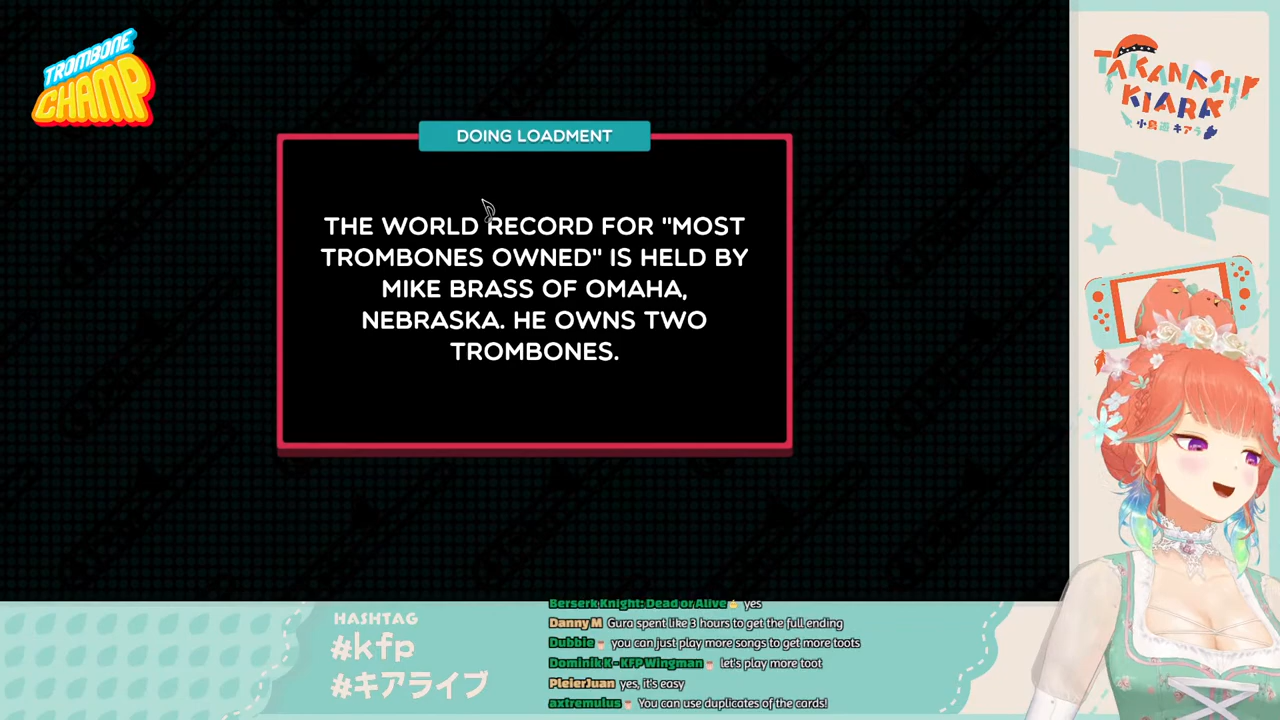 TROMBONE
CHAMP
DOING LOADMENT
THE WORLD RECORD FOR "MOST
TROMBONES OWNED" IS HELD BY
MIKE BRASS OF OMAHA,
NEBRASKA. HE OWNS TWO
TROMBONES.
TAKANASHI
KIARA
小鳥遊キアラ
HASHTAG
#kfp
#キアライブ
Berserk Knight: Dead or Alive yes
Danny M Gura spent like 3 hours to get the full ending
Dubbie you can just play more songs to get more toots
Dominik K - KFP Wingman let's play more toot
PleierJuan yes, it's easy
axtremulus You can use duplicates of the cards!